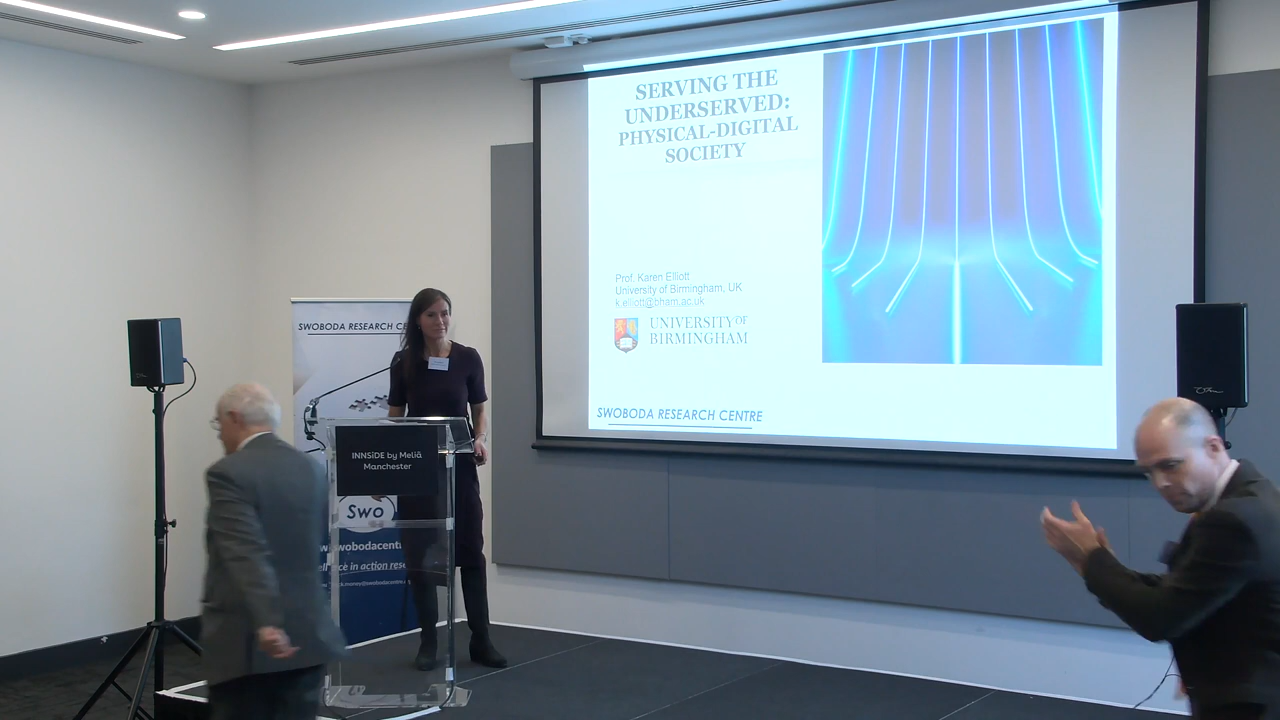 SERVING THE
UNDERSERVED:
PHYSICAL-DIGITAL
SOCIETY
Prof. Karen Elliott
University of Birmingham, UK
k.elliott@bham.ac.uk
UNIVERSITY OF
BIRMINGHAM
SWOBODA RESEARCH CENTRE
SWOBODA RESEARCH CE
INNSiDE by Meliã
Manchester
Swo